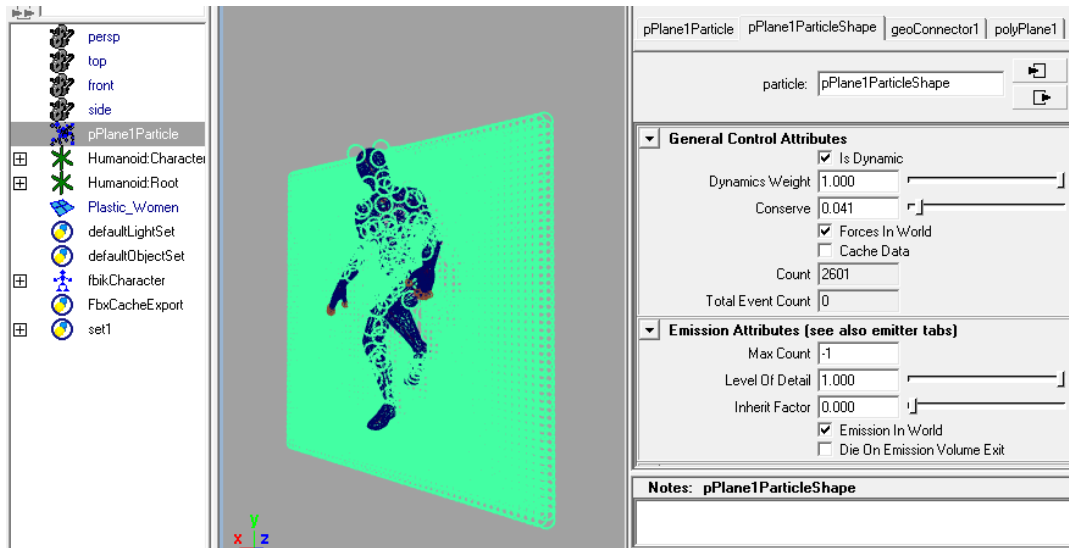 persp
top
front
side
pPlane1Particle
Humanoid:Character
Humanoid:Root
Plastic_Women
defaultLightSet
defaultObjectSet
fbikCharacter
FbxCacheExport
set1
y
x z
pPlane1Particle pPlane1ParticleShape geoConnector1 polyPlane1
particle: pPlane1ParticleShape
General Control Attributes
Is Dynamic
Dynamics Weight 1.000
Conserve 0.041
Forces In World
Cache Data
Count 2601
Total Event Count 0
Emission Attributes (see also emitter tabs)
Max Count -1
Level Of Detail 1.000
Inherit Factor 0.000
Emission In World
Die On Emission Volume Exit
Notes: pPlane1ParticleShape